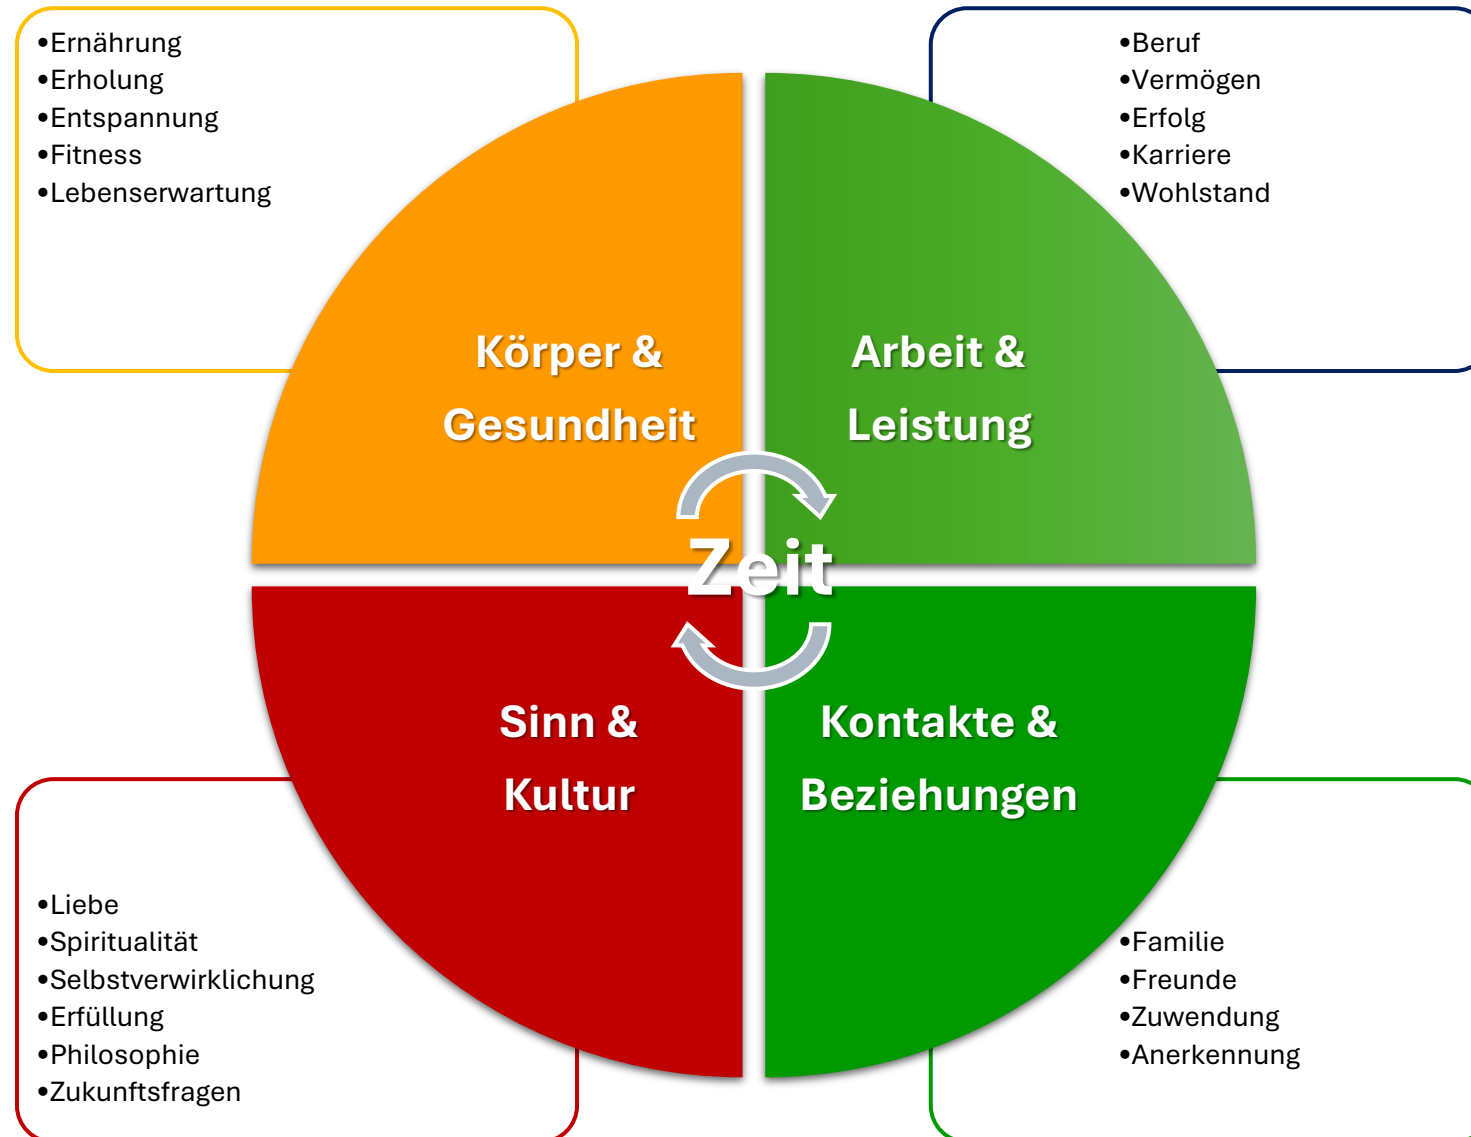 •Ernährung
•Erholung
•Entspannung
•Fitness
•Lebenserwartung
•Beruf
•Vermögen
•Erfolg
•Karriere
•Wohlstand
Körper &
Gesundheit
Arbeit &
Leistung
Zeit
Sinn &
Kultur
Kontakte &
Beziehungen
•Liebe
•Spiritualität
•Selbstverwirklichung
•Erfüllung
•Philosophie
•Zukunftsfragen
•Familie
•Freunde
•Zuwendung
•Anerkennung